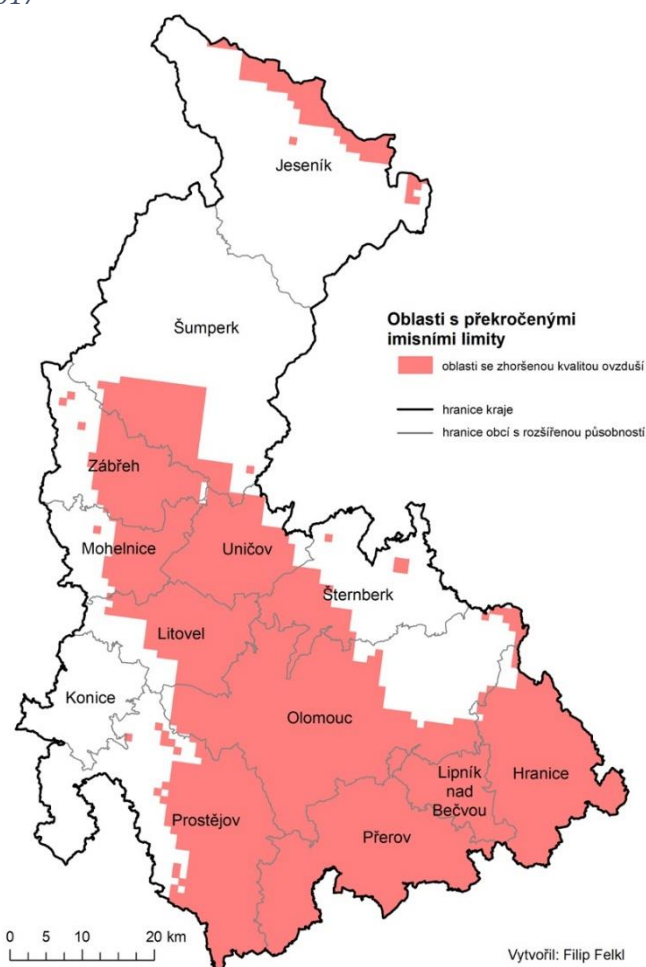 Jeseník
Šumperk
Oblasti s překročenými
imisními limity
oblasti se zhoršenou kvalitou ovzduší
hranice kraje
hranice obcí s rozšířenou působností
Zábřeh
Mohelnice
Uničov
Šternberk
Litovel
Konice
Olomouc
Lipník
nad
Bečvou
Hranice
Prostějov
Přerov
0 5 10 20 km
Vytvořil: Filip Felkl